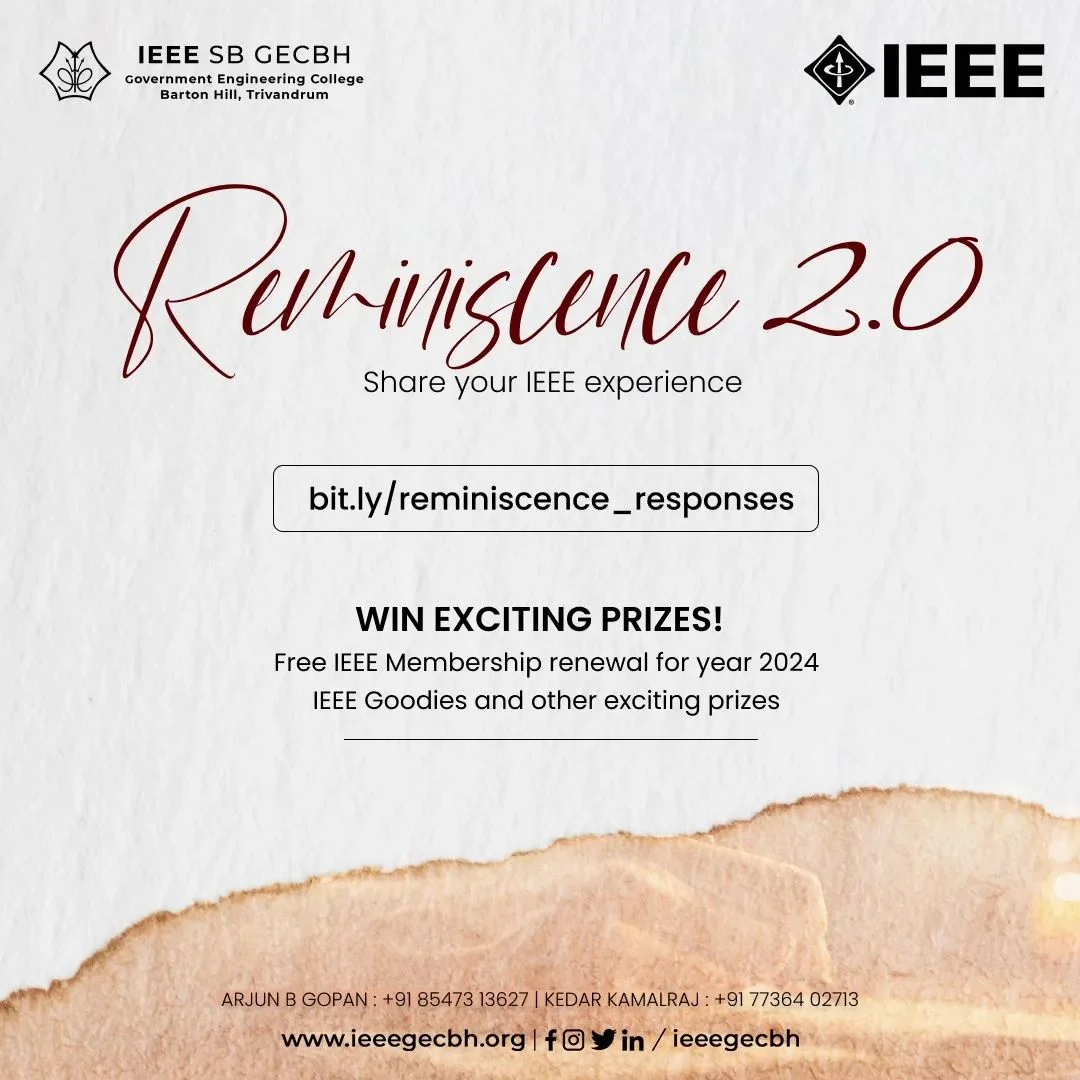 IEEE SB GECBH
Government Engineering College
Barton Hill, Trivandrum
IEEE
Reminiscence 2.0
Share your IEEE experience
bit.ly/reminiscence_responses
WIN EXCITING PRIZES!
Free IEEE Membership renewal for year 2024
IEEE Goodies and other exciting prizes
ARJUN B GOPAN : +91 85473 13627 | KEDAR KAMALRAJ : +91 77364 02713
www.ieeegecbh.org | / ieeegecbh